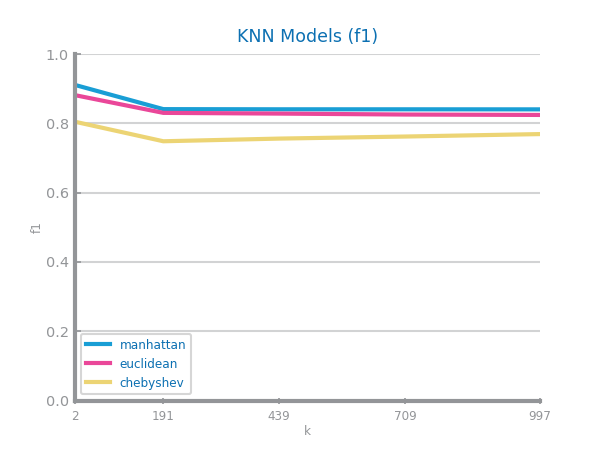 KNN Models (f1)
1.0
0.8
0.6
0.4
0.2
0.0
f1
manhattan
euclidean
chebyshev
2 191 439 709 997
k